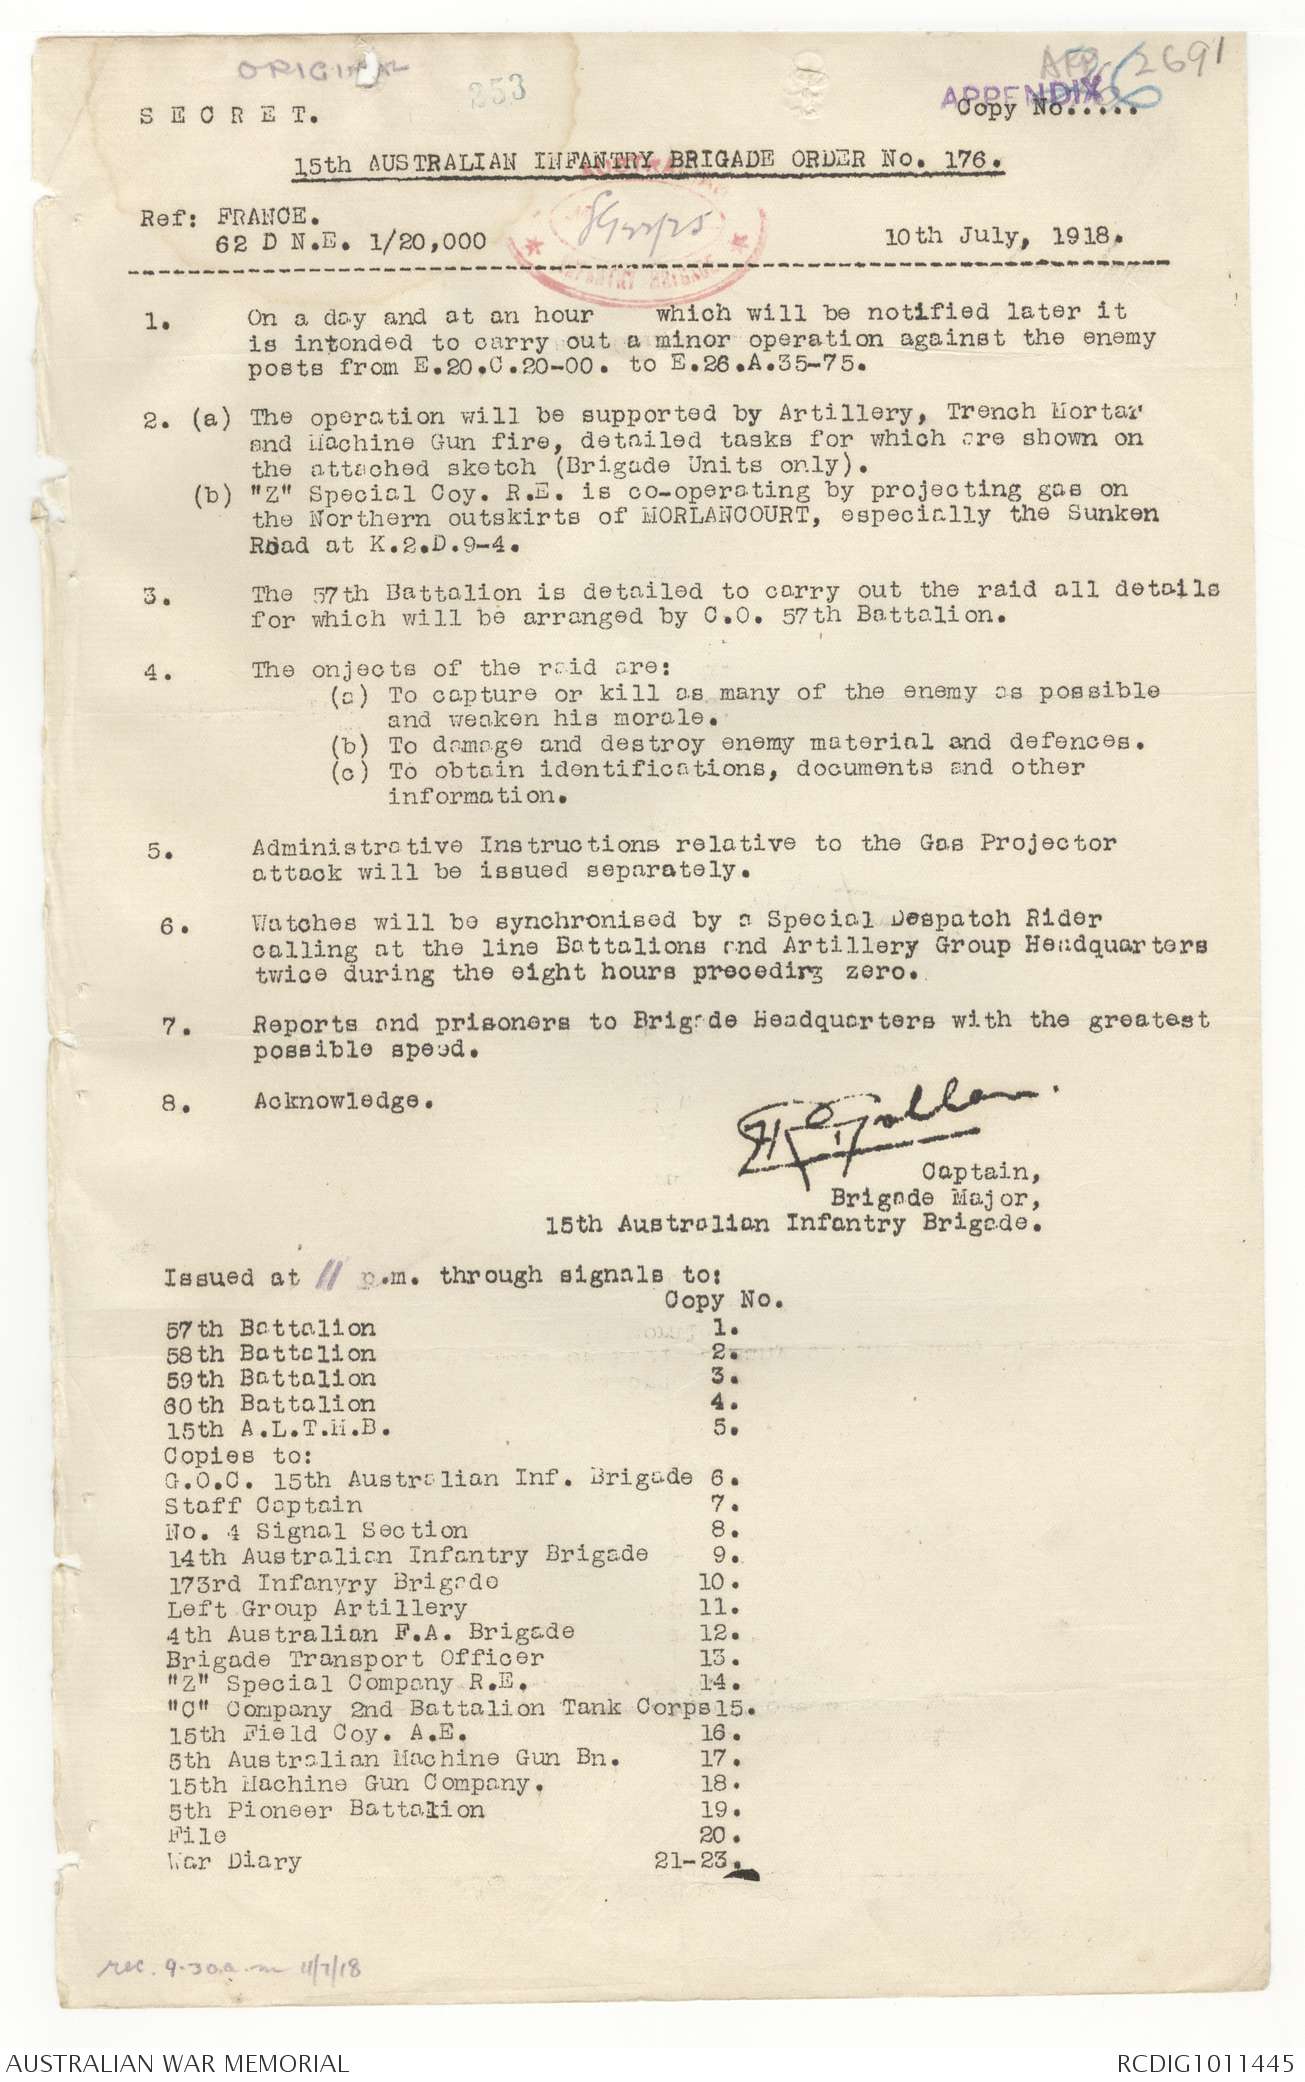 ORIGINAL
253
APP 2691
APPENDIX 6
SECRET.
Copy No.....
15th AUSTRALIAN INFANTRY BRIGADE ORDER No. 176.
Ref: FRANCE.
62 D N.E. 1/20,000
10th July, 1918.
INFANTRY BRIGADE
1. On a day and at an hour which will be notified later it
is intended to carry out a minor operation against the enemy
posts from E.20.C.20-00. to E.26.A.35-75.
2. (a) The operation will be supported by Artillery, Trench Mortar
and Machine Gun fire, detailed tasks for which are shown on
the attached sketch (Brigade Units only).
(b) "Z" Special Coy. R.E. is co-operating by projecting gas on
the Northern outskirts of MORLANCOURT, especially the Sunken
Road at K.2.D.9-4.
3. The 57th Battalion is detailed to carry out the raid all details
for which will be arranged by C.O. 57th Battalion.
4. The onjects of the raid are:
(a) To capture or kill as many of the enemy as possible
and weaken his morale.
(b) To damage and destroy enemy material and defences.
(c) To obtain identifications, documents and other
information.
5. Administrative Instructions relative to the Gas Projector
attack will be issued separately.
6. Watches will be synchronised by a Special Despatch Rider
calling at the line Battalions and Artillery Group Headquarters
twice during the eight hours preceding zero.
7. Reports and prisoners to Brigade Headquarters with the greatest
possible speed.
8. Acknowledge.
Captain,
Brigade Major,
15th Australian Infantry Brigade.
Issued at 11 p.m. through signals to:
Copy No.
57th Battalion 1.
58th Battalion 2.
59th Battalion 3.
60th Battalion 4.
15th A.L.T.M.B. 5.
Copies to:
G.O.C. 15th Australian Inf. Brigade 6.
Staff Captain 7.
No. 4 Signal Section 8.
14th Australian Infantry Brigade 9.
173rd Infanyry Brigade 10.
Left Group Artillery 11.
4th Australian F.A. Brigade 12.
Brigade Transport Officer 13.
"Z" Special Company R.E. 14.
"C" Company 2nd Battalion Tank Corps15.
15th Field Coy. A.E. 16.
5th Australian Machine Gun Bn. 17.
15th Machine Gun Company. 18.
5th Pioneer Battalion 19.
File 20.
War Diary 21-23.
rec. 9.30a.m 11/7/18
AUSTRALIAN WAR MEMORIAL
RCDIG1011445